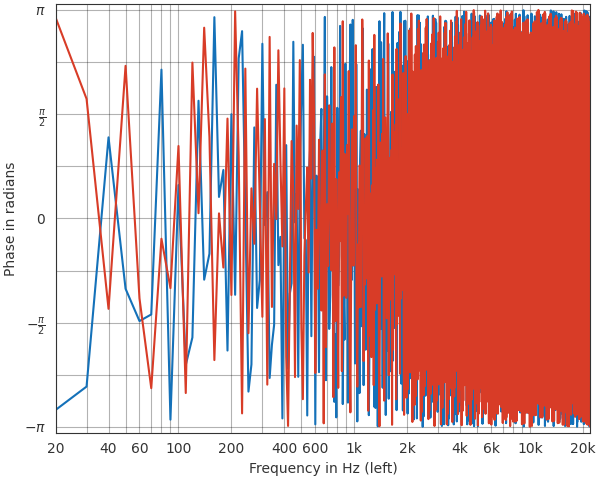 π
π/2
0
−π/2
−π
Phase in radians
20 40 60 100 200 400 600 1k 2k 4k 6k 10k 20k
Frequency in Hz (left)